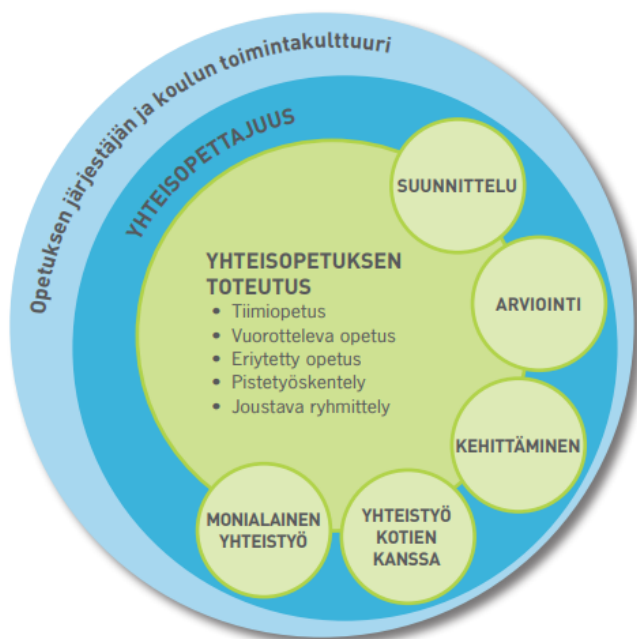 Opetuksen järjestäjän ja koulun toimintakulttuuri
YHTEISOPETTAJUUS
YHTEISOPETUKSEN
TOTEUTUS
• Tiimiopetus
• Vuorotteleva opetus
• Eriytetty opetus
• Pistetyöskentely
• Joustava ryhmittely
SUUNNITTELU
ARVIOINTI
KEHITTÄMINEN
YHTEISTYÖ
KOTIEN
KANSSA
MONIALAINEN
YHTEISTYÖ